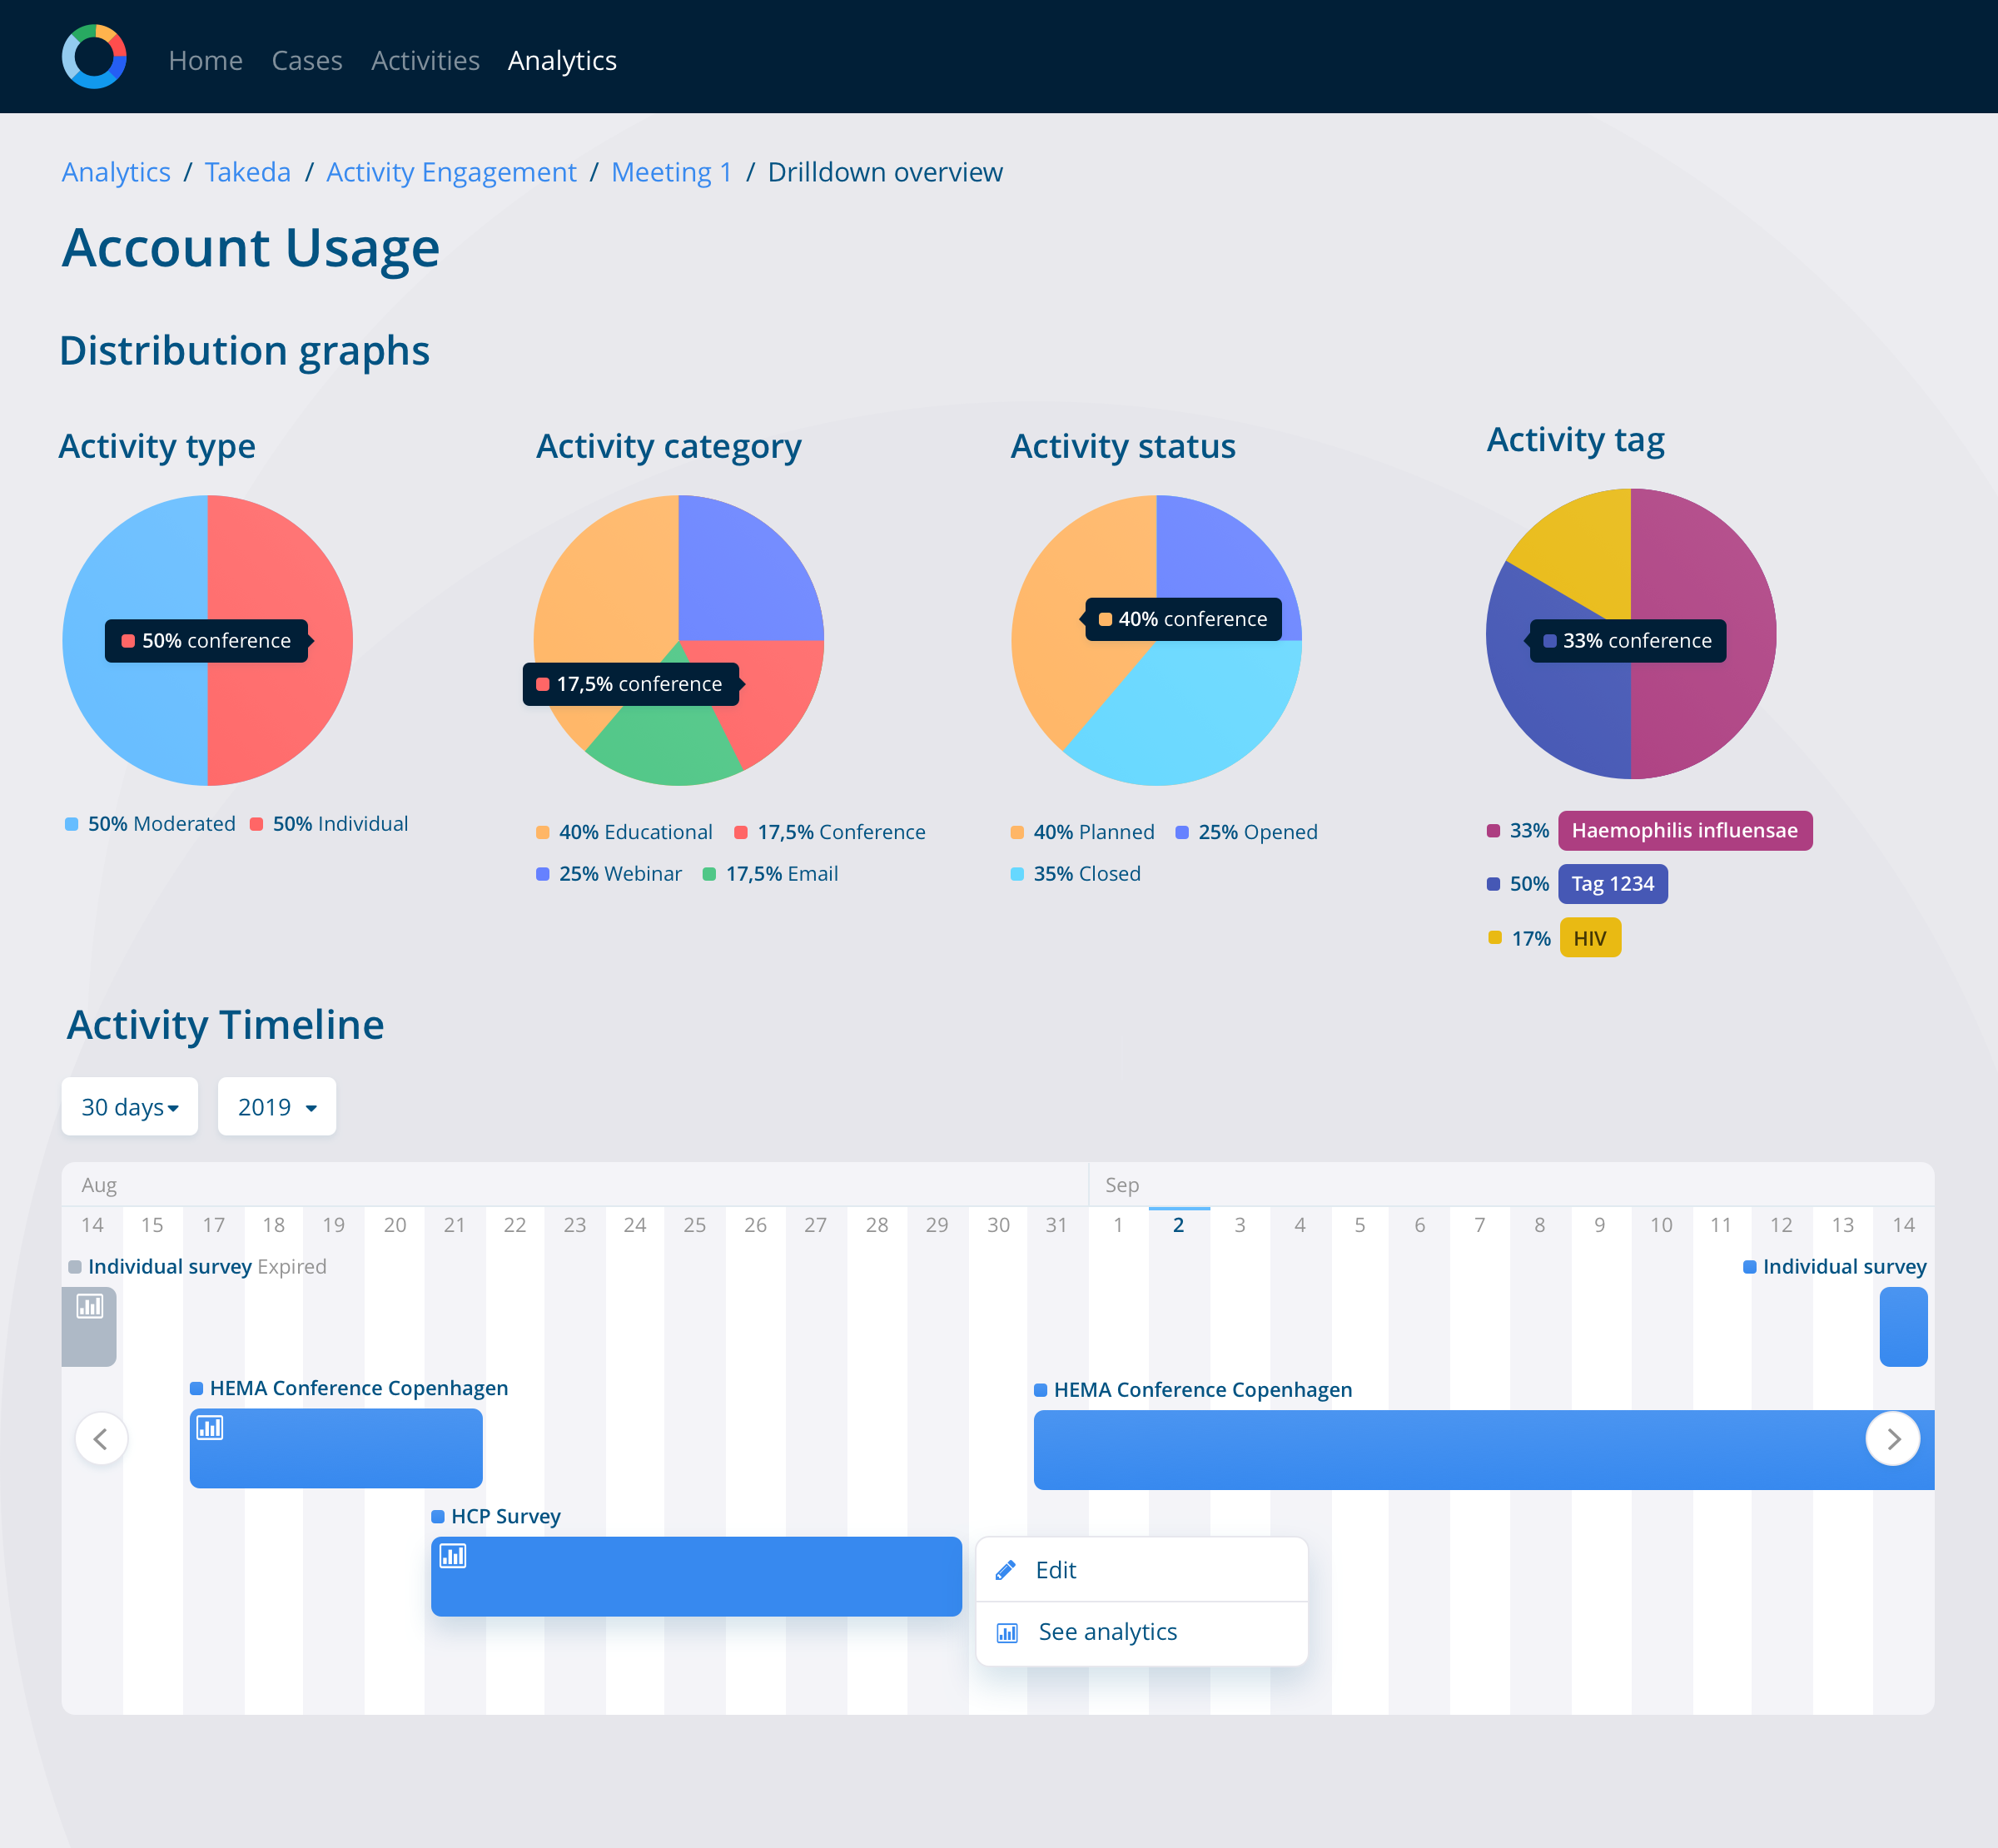 Home Cases Activities Analytics
Analytics / Takeda / Activity Engagement / Meeting 1 / Drilldown overview
Account Usage
Distribution graphs
Activity type
50% conference
50% Moderated 50% Individual
Activity category
17,5% conference
40% Educational 17,5% Conference
25% Webinar 17,5% Email
Activity status
40% conference
40% Planned 25% Opened
35% Closed
Activity tag
33% conference
33% Haemophilis influensae
50% Tag 1234
17% HIV
Activity Timeline
30 days 2019
Aug Sep
14 15 17 18 19 20 21 22 23 24 25 26 27 28 29 30 31 1 2 3 4 5 6 7 8 9 10 11 12 13 14
Individual survey Expired Individual survey
HEMA Conference Copenhagen HEMA Conference Copenhagen
HCP Survey
Edit
See analytics